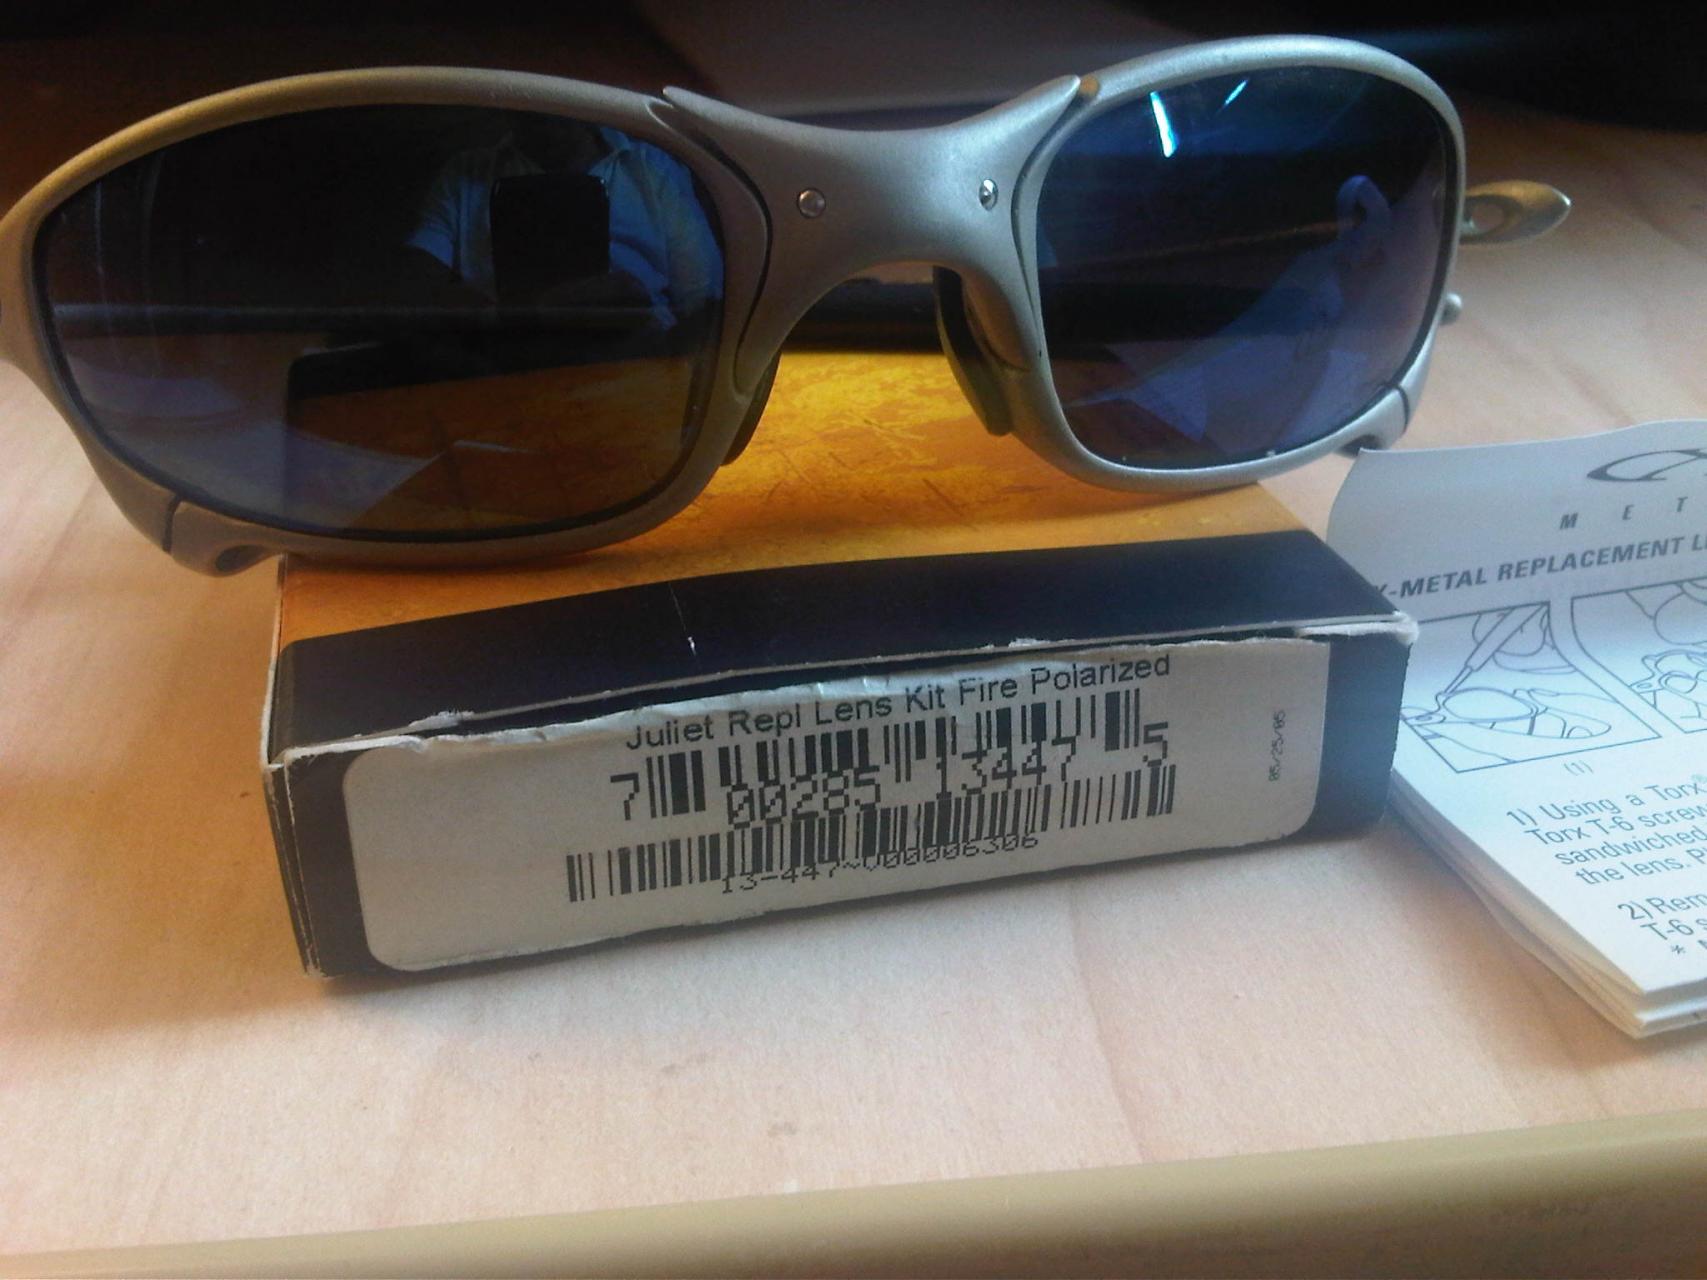 Juliet Repl Lens Kit Fire Polarized
7 00285 13447 5
13-447~V00006306
05/25/05
M E T
X-METAL REPLACEMENT
(1)
1) Using a Torx®
Torx T-6 screw
sandwiches
the lens.
2) Rem
T-6 s
*